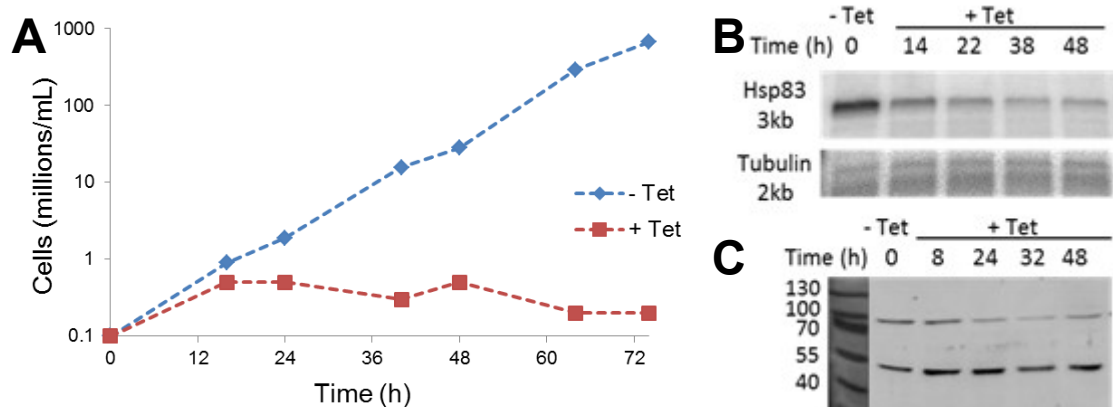 A
1000
100
10
1
0.1
Cells (millions/mL)
0 12 24 36 48 60 72
Time (h)
- Tet
+ Tet
B
- Tet + Tet
Time (h) 0 14 22 38 48
Hsp83
3kb
Tubulin
2kb
C
- Tet + Tet
Time (h) 0 8 24 32 48
130
100
70
55
40